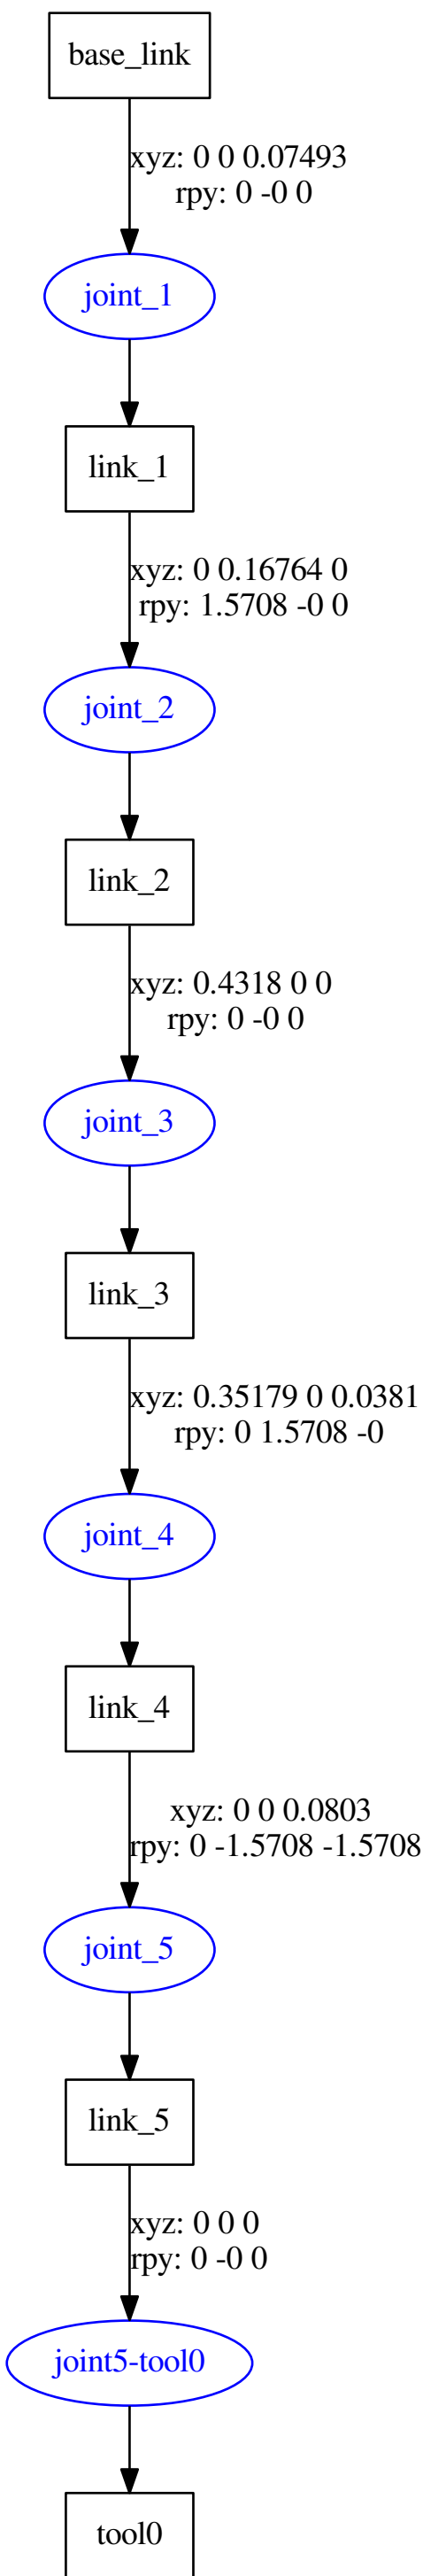 base_link
xyz: 0 0 0.07493
rpy: 0 -0 0
joint_1
link_1
xyz: 0 0.16764 0
rpy: 1.5708 -0 0
joint_2
link_2
xyz: 0.4318 0 0
rpy: 0 -0 0
joint_3
link_3
xyz: 0.35179 0 0.0381
rpy: 0 1.5708 -0
joint_4
link_4
xyz: 0 0 0.0803
rpy: 0 -1.5708 -1.5708
joint_5
link_5
xyz: 0 0 0
rpy: 0 -0 0
joint5-tool0
tool0